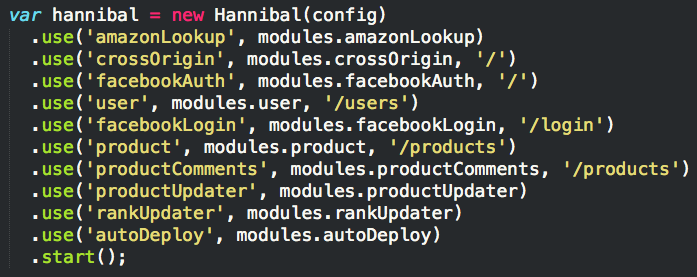 var hannibal = new Hannibal(config)
  .use('amazonLookup', modules.amazonLookup)
  .use('crossOrigin', modules.crossOrigin, '/')
  .use('facebookAuth', modules.facebookAuth, '/')
  .use('user', modules.user, '/users')
  .use('facebookLogin', modules.facebookLogin, '/login')
  .use('product', modules.product, '/products')
  .use('productComments', modules.productComments, '/products')
  .use('productUpdater', modules.productUpdater)
  .use('rankUpdater', modules.rankUpdater)
  .use('autoDeploy', modules.autoDeploy)
  .start();